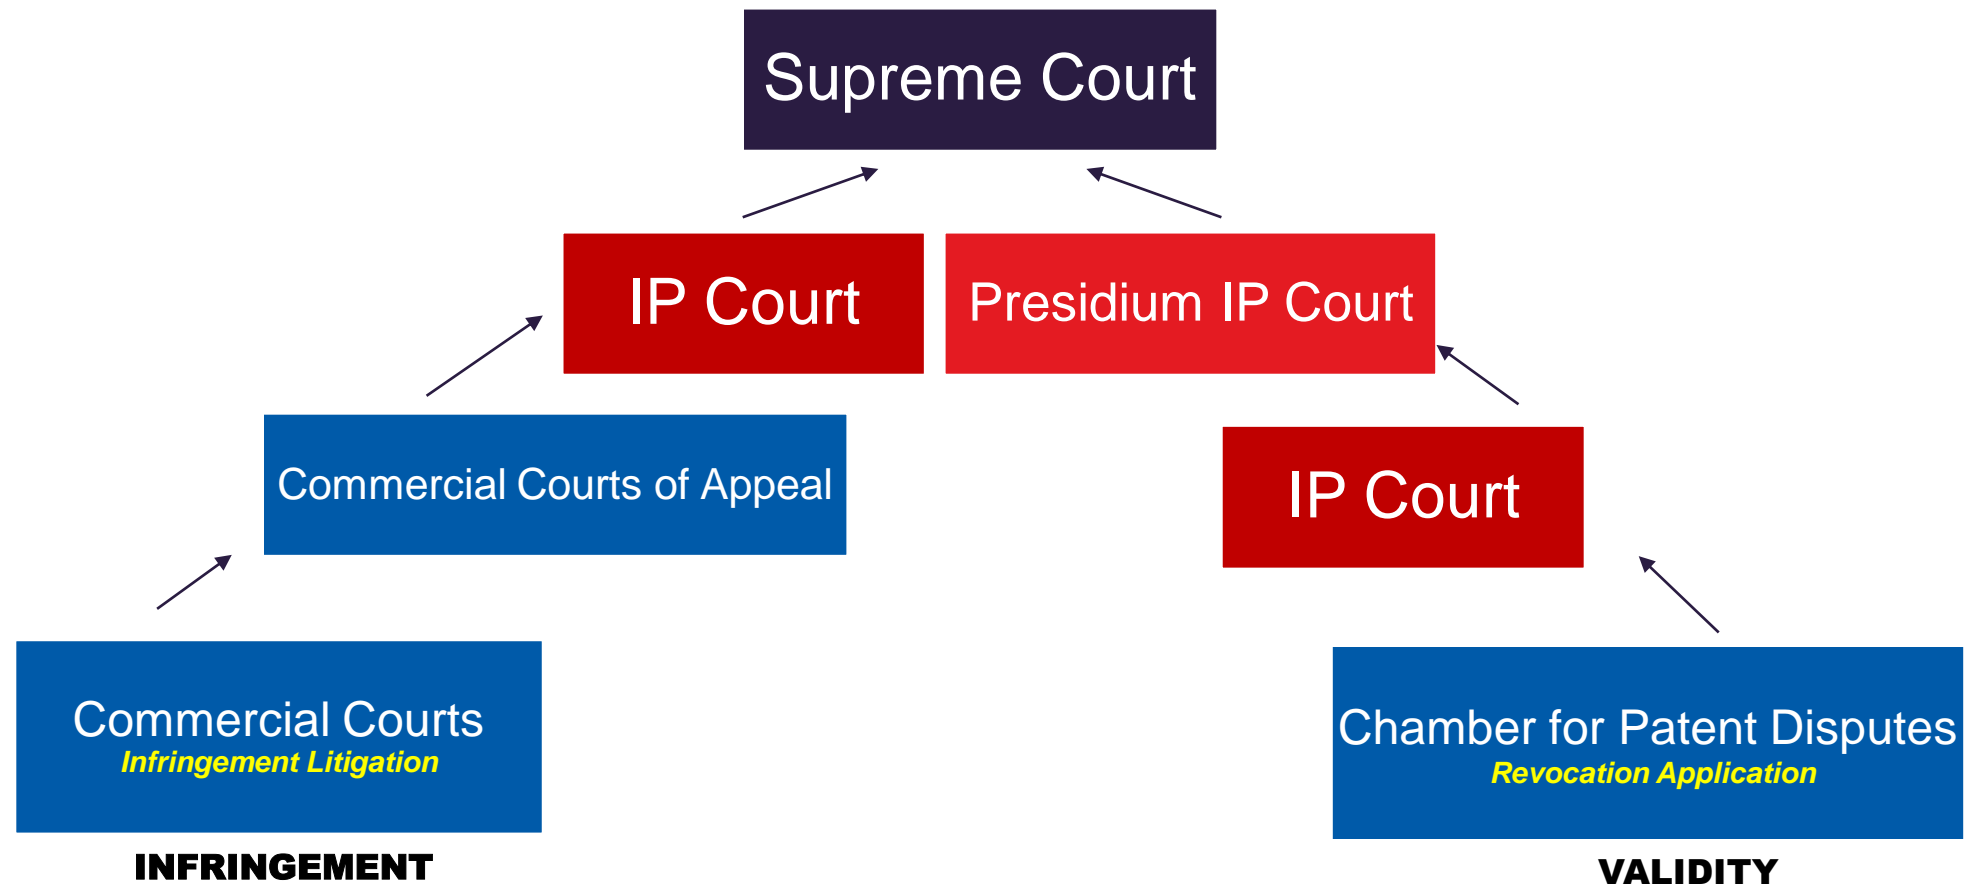 Supreme Court
IP Court
Presidium IP Court
Commercial Courts of Appeal
IP Court
Commercial Courts
Infringement Litigation
Chamber for Patent Disputes
Revocation Application
INFRINGEMENT
VALIDITY